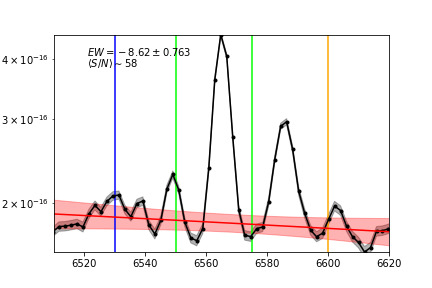 EW = −8.62 ± 0.763
⟨S/N⟩ ~ 58
4 × 10⁻¹⁶
3 × 10⁻¹⁶
2 × 10⁻¹⁶
6520 6540 6560 6580 6600 6620